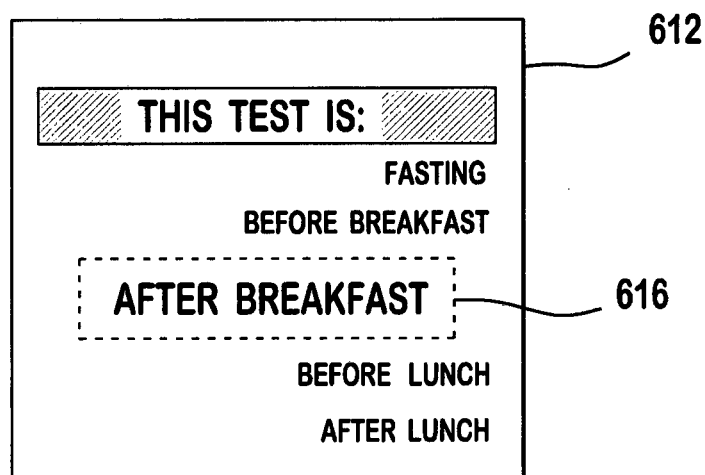 612
THIS TEST IS:
FASTING
BEFORE BREAKFAST
AFTER BREAKFAST
616
BEFORE LUNCH
AFTER LUNCH